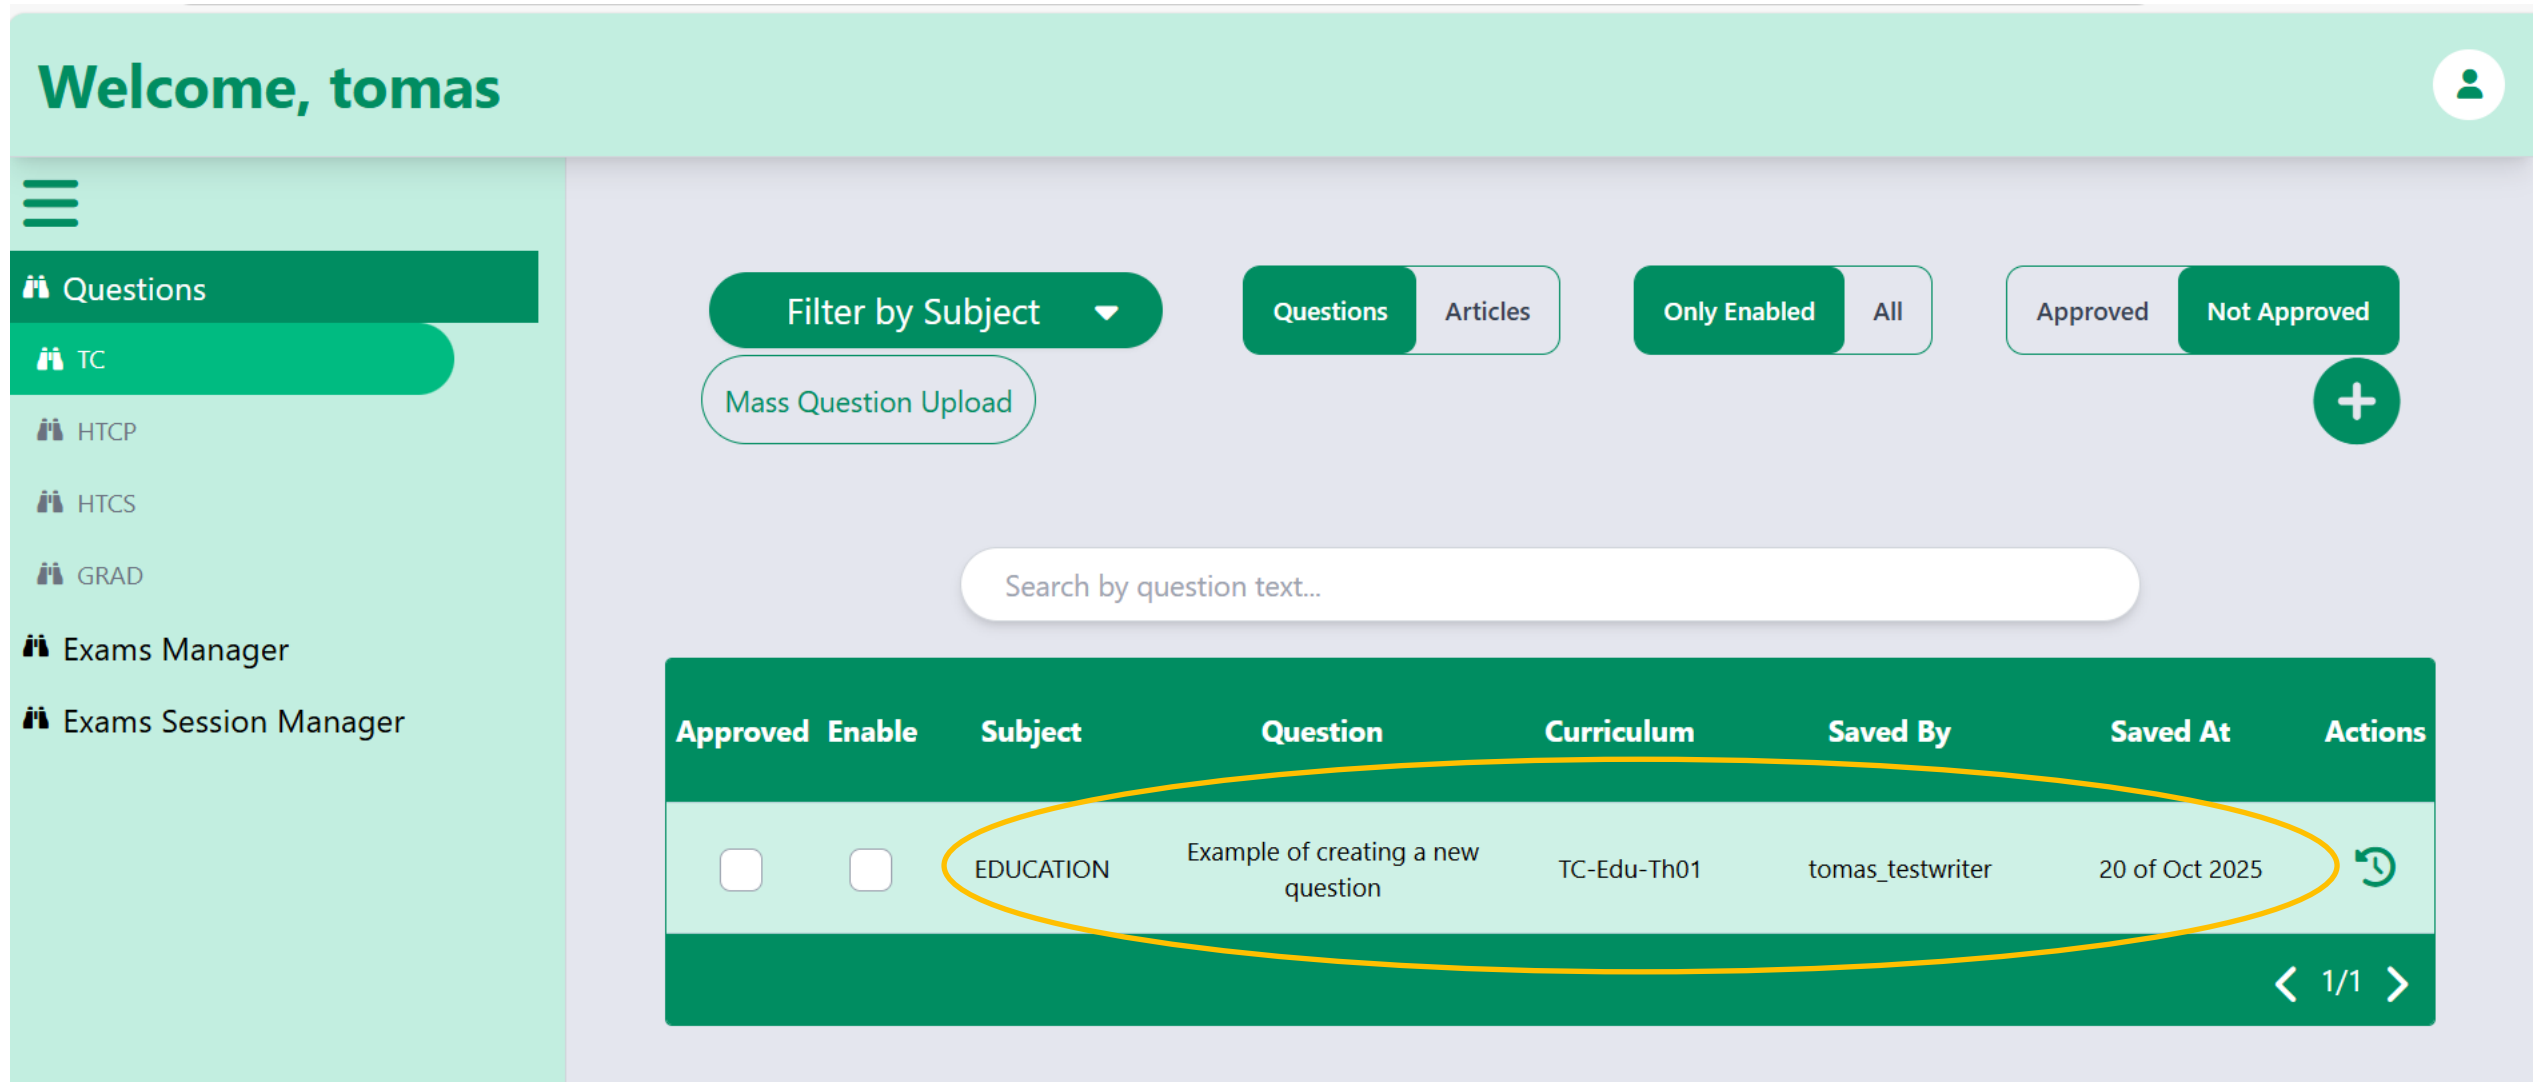 Welcome, tomas
Questions
TC
HTCP
HTCS
GRAD
Exams Manager
Exams Session Manager
Filter by Subject
Questions Articles
Only Enabled All
Approved Not Approved
Mass Question Upload
Search by question text...
Approved Enable Subject Question Curriculum Saved By Saved At Actions
EDUCATION Example of creating a new question TC-Edu-Th01 tomas_testwriter 20 of Oct 2025
1/1